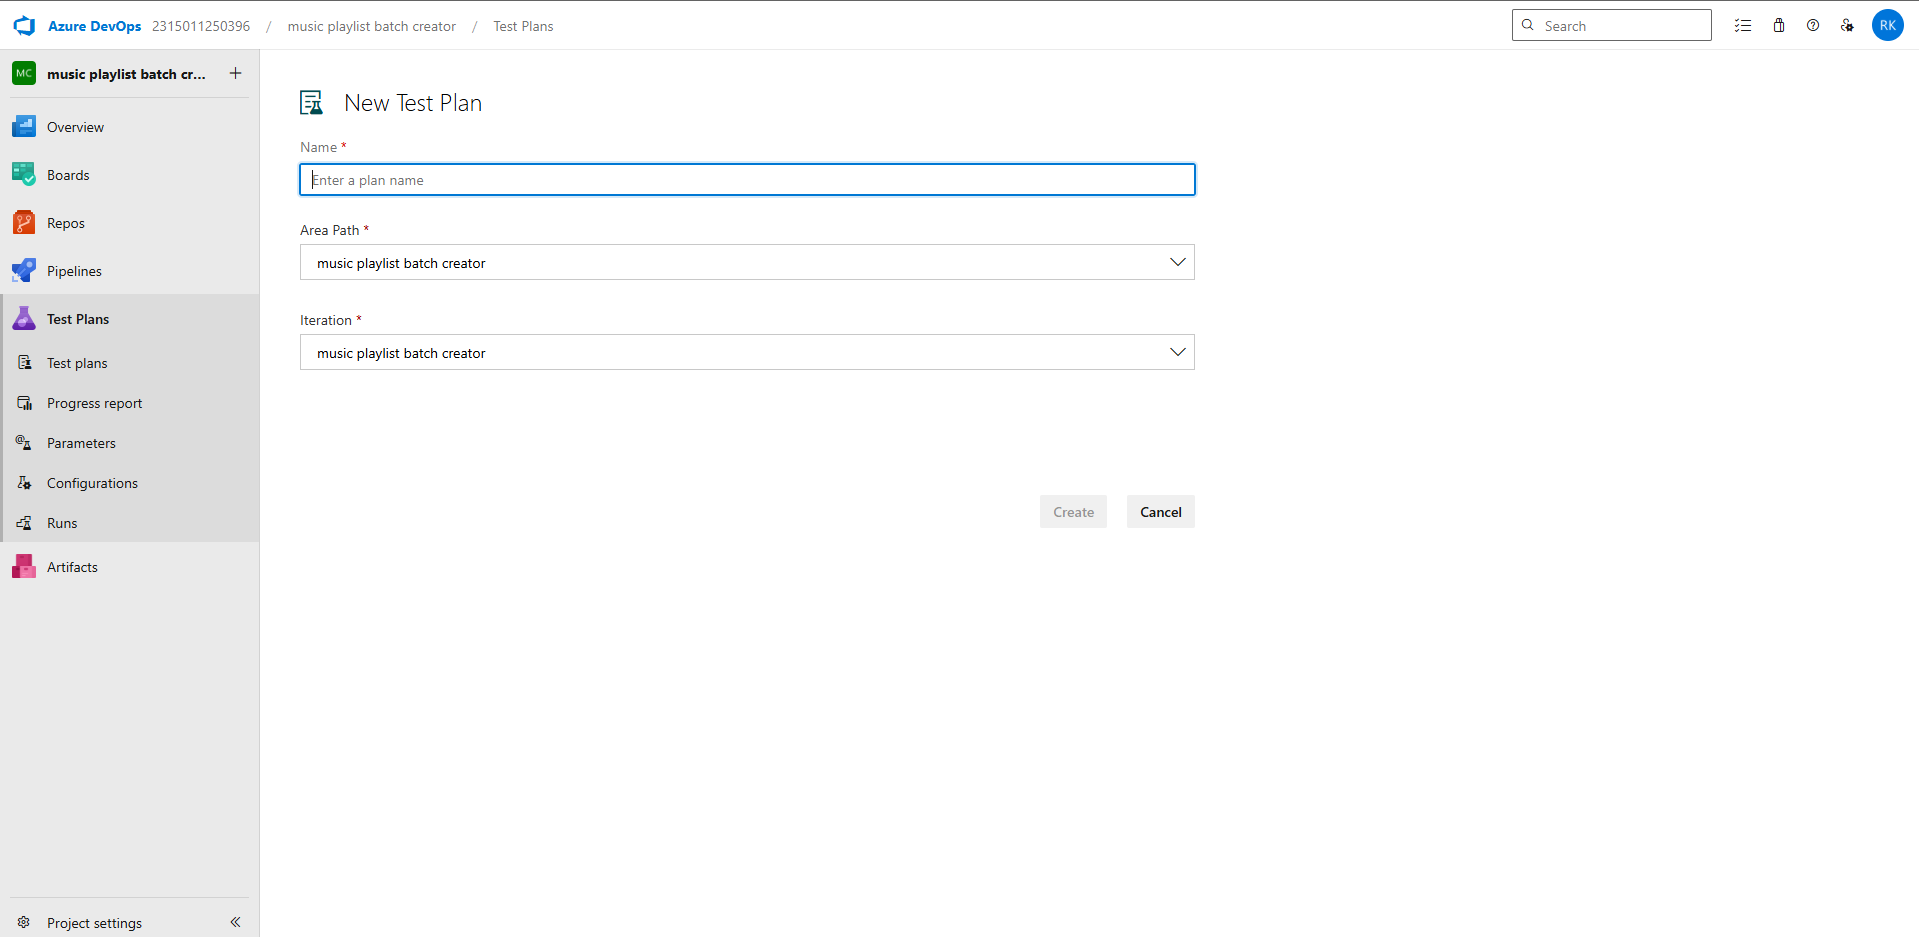 Azure DevOps 2315011250396 / music playlist batch creator / Test Plans
Search
RK
MC music playlist batch cr...
Overview
Boards
Repos
Pipelines
Test Plans
Test plans
Progress report
Parameters
Configurations
Runs
Artifacts
Project settings
New Test Plan
Name *
Enter a plan name
Area Path *
music playlist batch creator
Iteration *
music playlist batch creator
Create Cancel